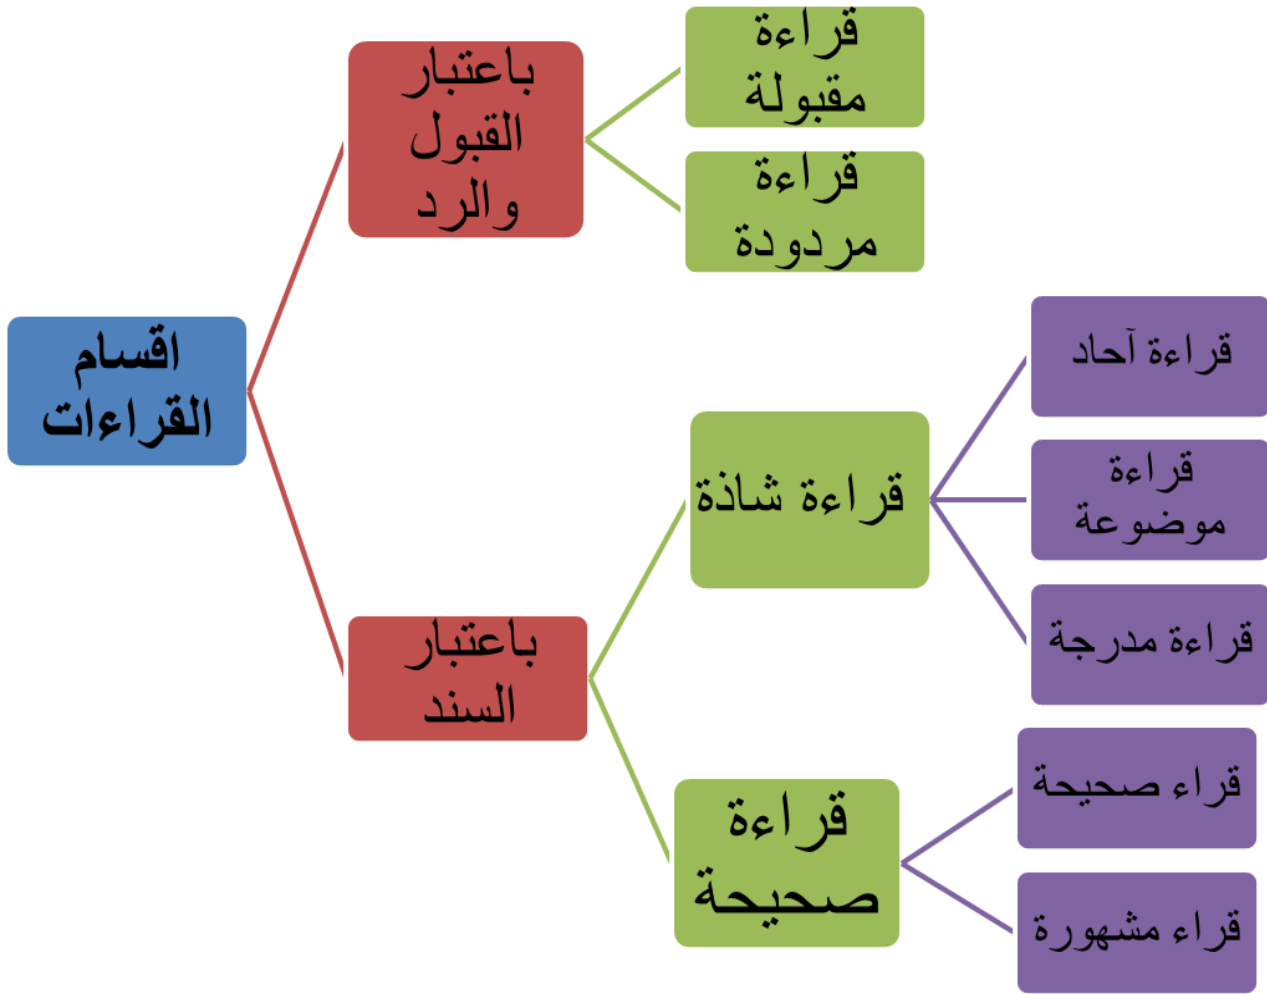 اقسام
القراءات
باعتبار
القبول
والرد
قراءة
مقبولة
قراءة
مردودة
باعتبار
السند
قراءة شاذة
قراءة آحاد
قراءة
موضوعة
قراءة مدرجة
قراءة
صحيحة
قراء صحيحة
قراء مشهورة